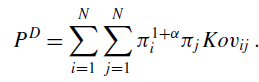 P^D = \sum_{i=1}^{N} \sum_{j=1}^{N} \pi_i^{1+\alpha} \pi_j Kov_{ij} .